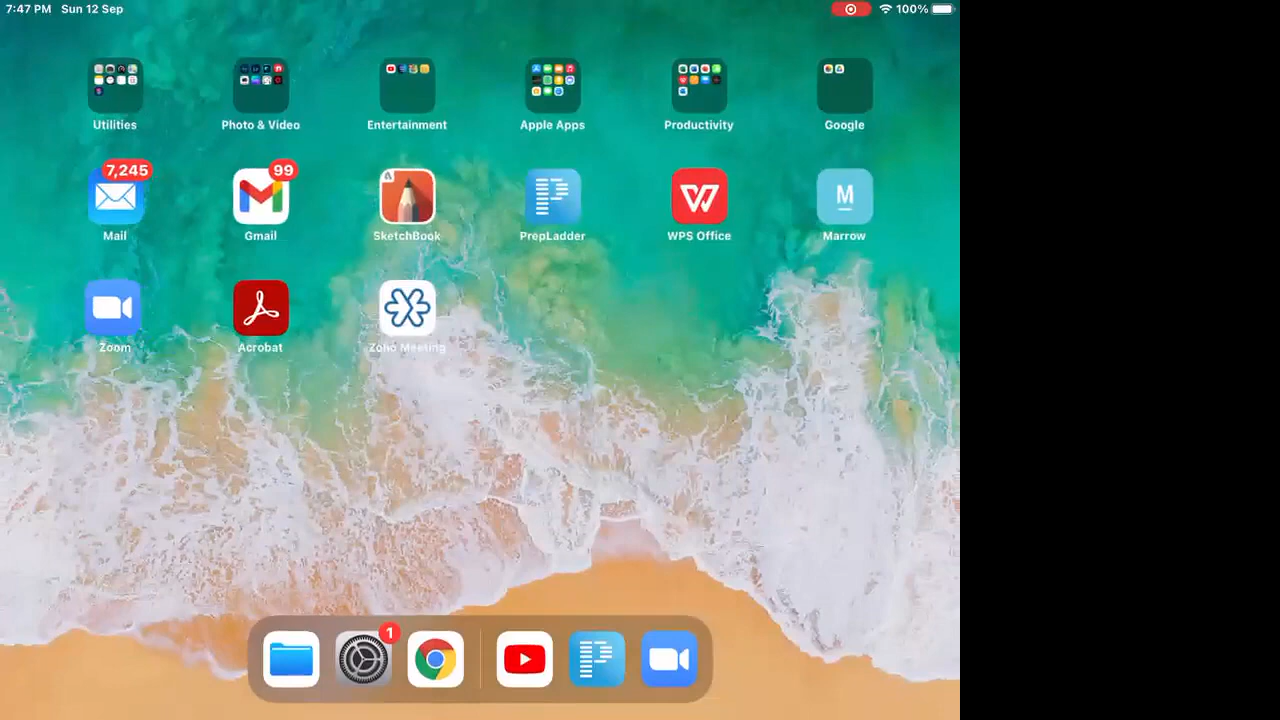 7:47 PM Sun 12 Sep 100%
Utilities Photo & Video Entertainment Apple Apps Productivity Google
7,245 99
M
Mail Gmail SketchBook PrepLadder WPS Office Marrow
Zoom Acrobat Zoho Meeting
1